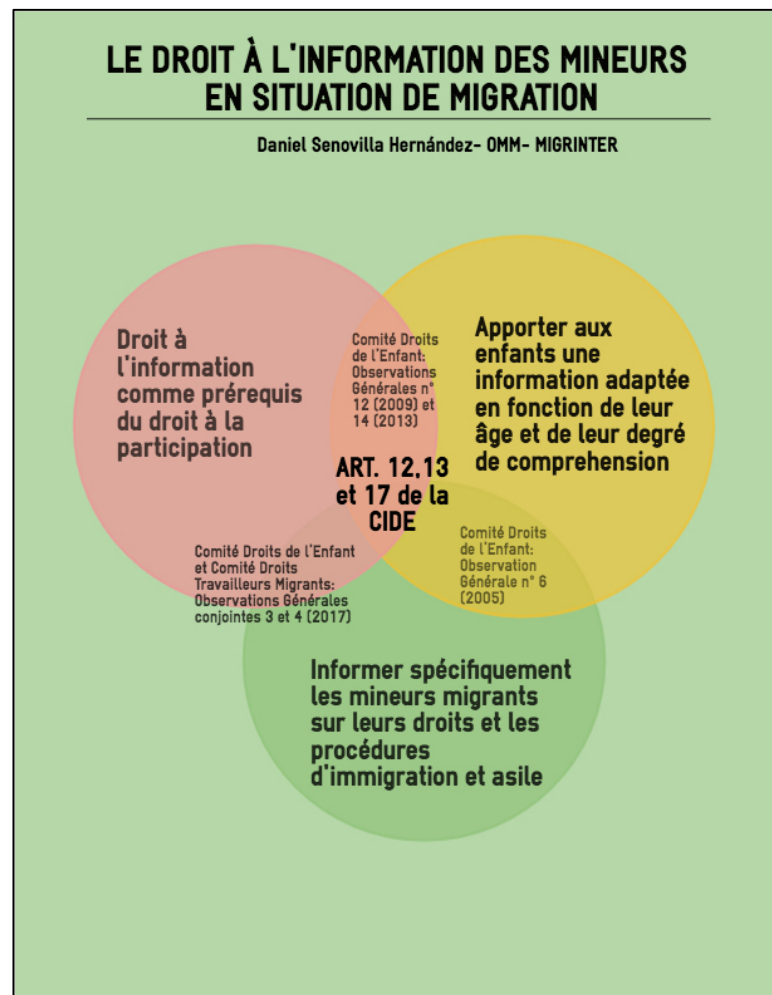 LE DROIT À L'INFORMATION DES MINEURS
EN SITUATION DE MIGRATION
Daniel Senovilla Hernández- OMM- MIGRINTER
Droit à
l'information
comme prérequis
du droit à la
participation
Comité Droits
de l'Enfant:
Observations
Générales n°
12 (2009) et
14 (2013)
Apporter aux
enfants une
information adaptée
en fonction de leur
âge et de leur degré
de comprehension
ART. 12,13
et 17 de la
CIDE
Comité Droits de l'Enfant
et Comité Droits
Travailleurs Migrants:
Observations Générales
conjointes 3 et 4 (2017)
Comité Droits
de l'Enfant:
Observation
Générale n° 6
(2005)
Informer spécifiquement
les mineurs migrants
sur leurs droits et les
procédures
d'immigration et asile